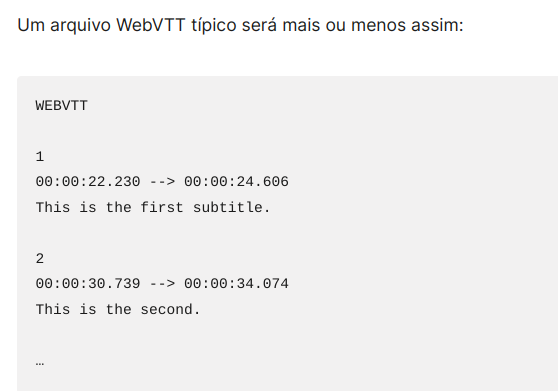 Um arquivo WebVTT típico será mais ou menos assim:
WEBVTT
1
00:00:22.230 --> 00:00:24.606
This is the first subtitle.
2
00:00:30.739 --> 00:00:34.074
This is the second.
…